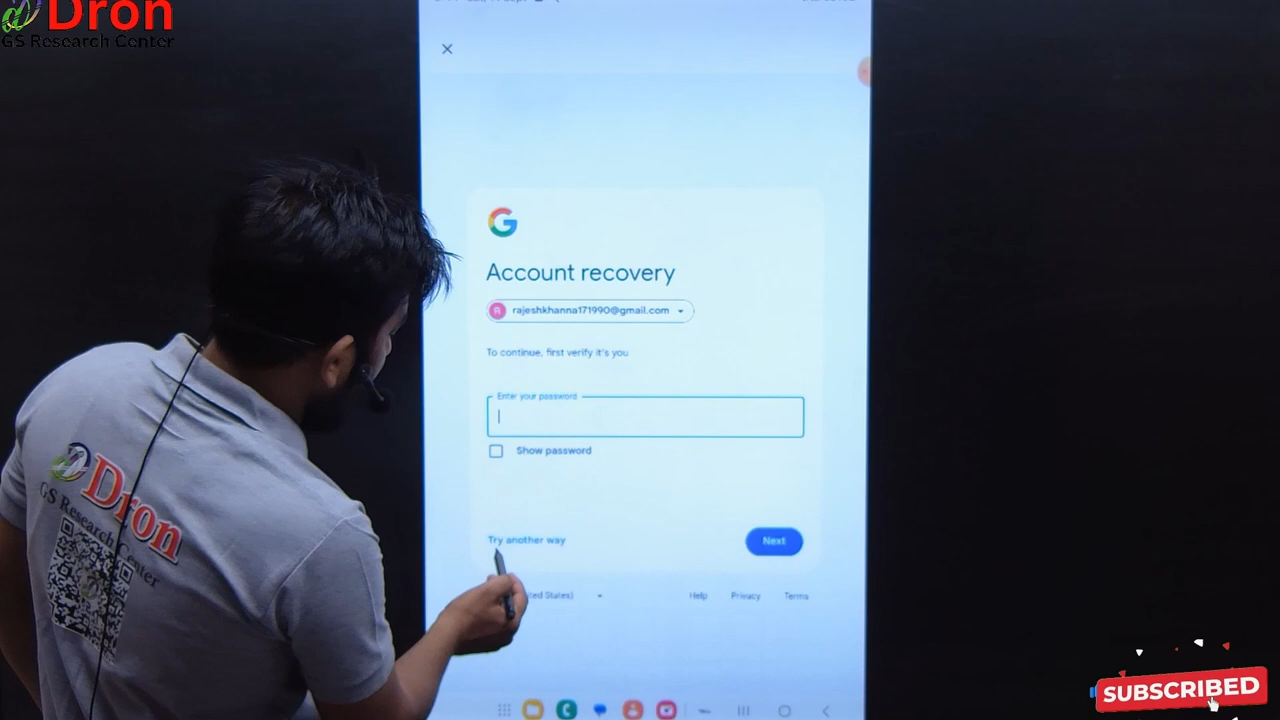 Dron
GS Research Center
Account recovery
R
rajeshkhanna171990@gmail.com
To continue, first verify it's you
Enter your password
Show password
Try another way
Next
States)
Help
Privacy
Terms
Dron
GS Research Center
SUBSCRIBED